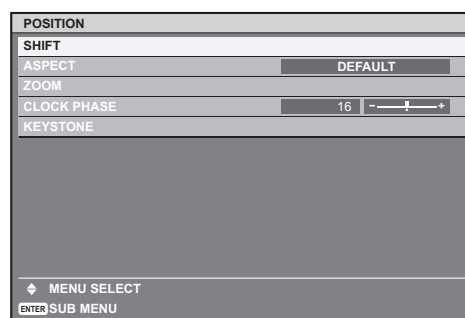 POSITION
SHIFT
ASPECT DEFAULT
ZOOM
CLOCK PHASE 16 - +
KEYSTONE
MENU SELECT
ENTER SUB MENU